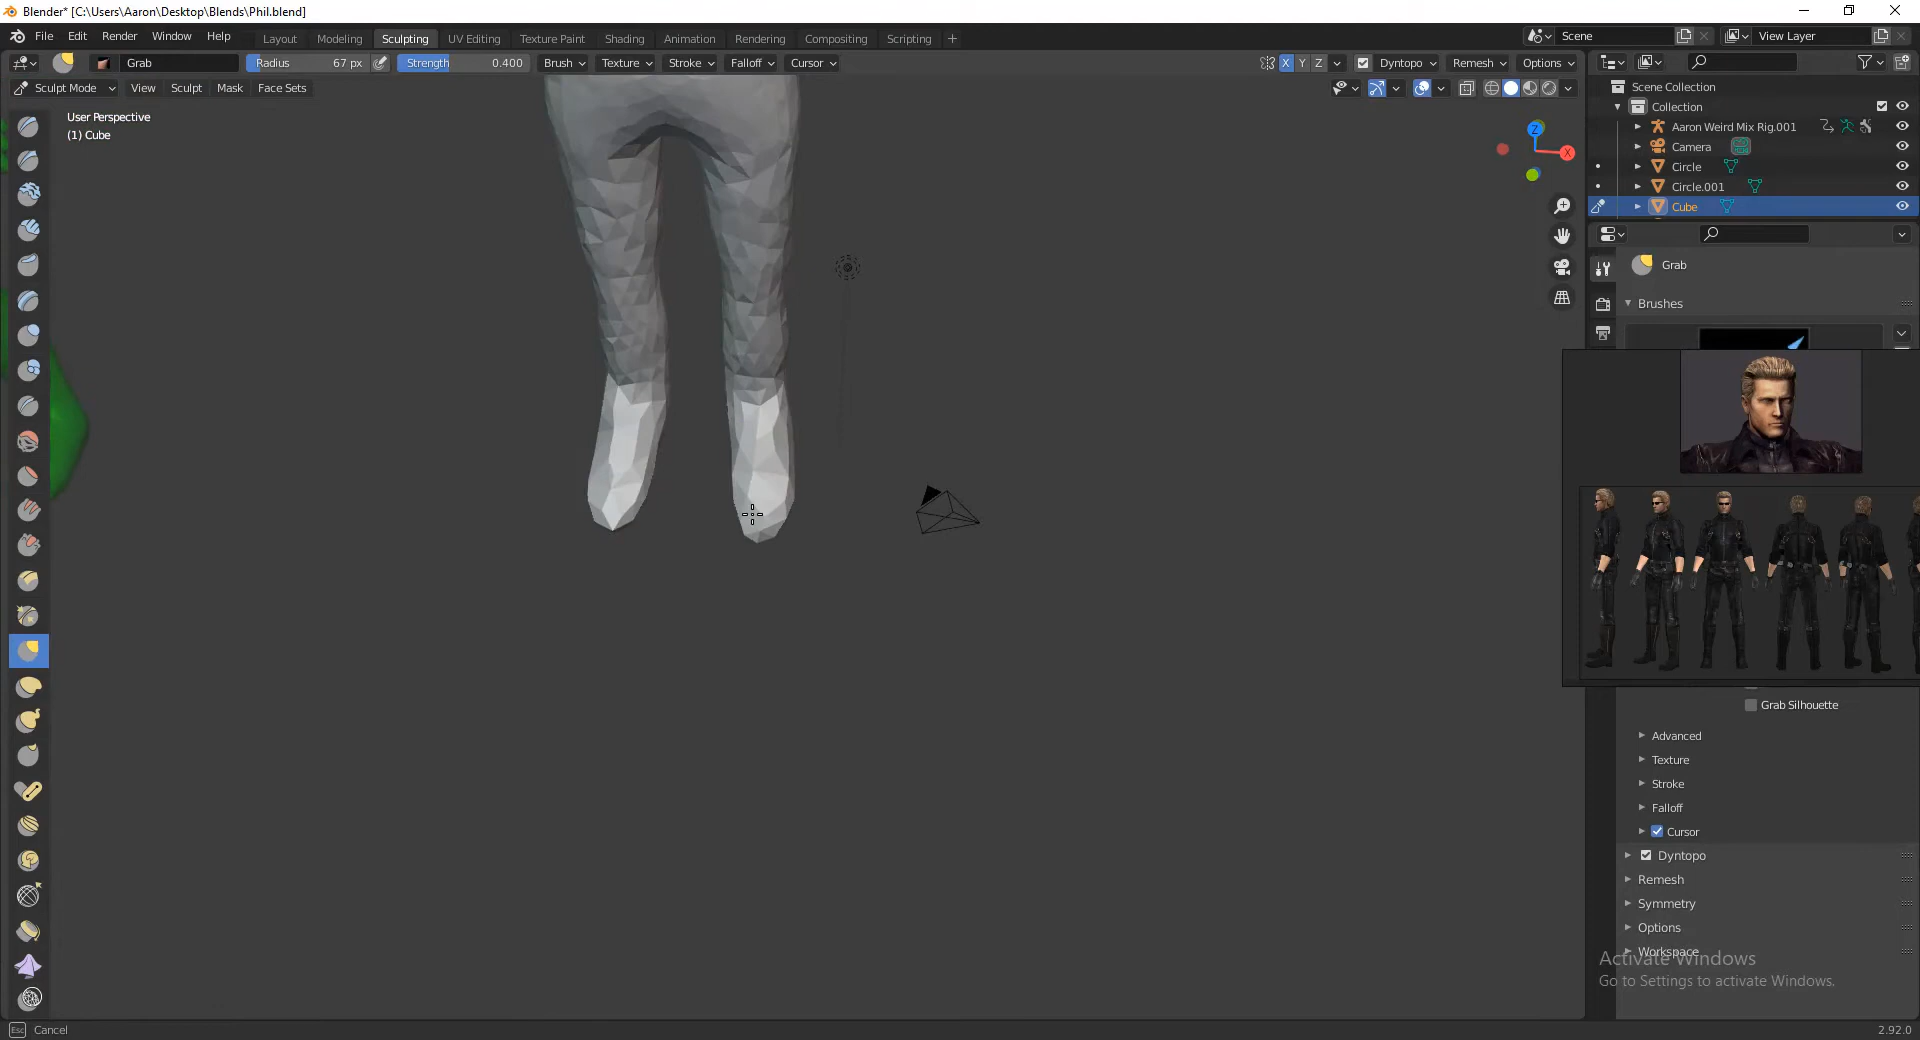 Blender* [C:\Users\Aaron\Desktop\Blends\Phil.blend]
File Edit Render Window Help Layout Modeling Sculpting UV Editing Texture Paint Shading Animation Rendering Compositing Scripting + Scene View Layer
Grab Radius 67 px Strength 0.400 Brush Texture Stroke Falloff Cursor X Y Z Dyntopo Remesh Options
Sculpt Mode View Sculpt Mask Face Sets
Scene Collection
Collection
User Perspective
(1) Cube
Aaron Weird Mix Rig.001
Camera
Circle
Circle.001
Cube
Z
X
Grab
Brushes
Grab Silhouette
Advanced
Texture
Stroke
Falloff
Cursor
Dyntopo
Remesh
Symmetry
Options
Workspace
Activate Windows
Go to Settings to activate Windows.
Esc Cancel
2.92.0